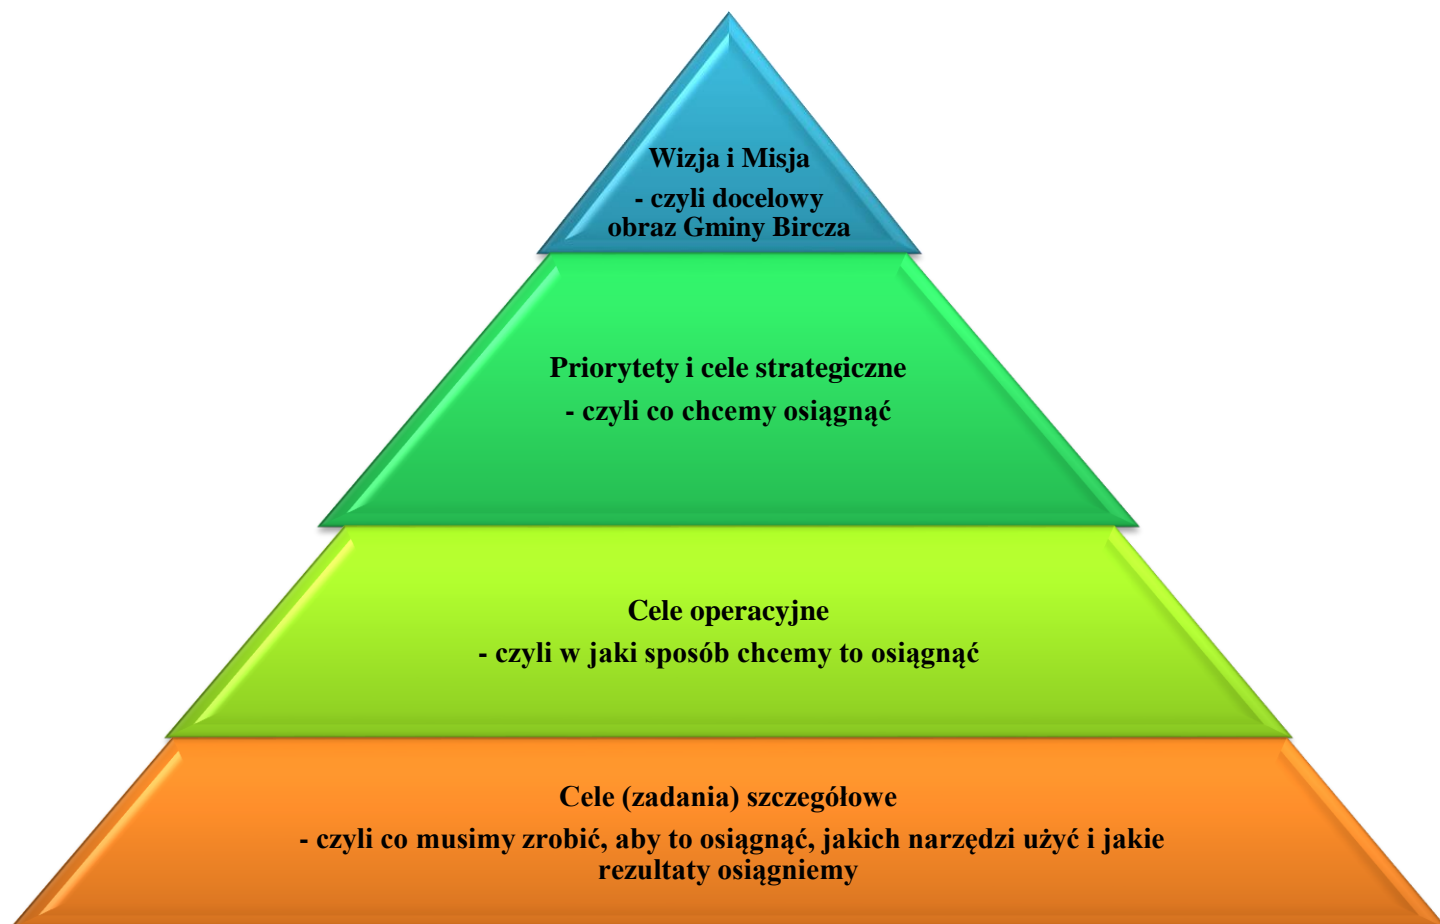 Wizja i Misja
- czyli docelowy
obraz Gminy Bircza
Priorytety i cele strategiczne
- czyli co chcemy osiągnąć
Cele operacyjne
- czyli w jaki sposób chcemy to osiągnąć
Cele (zadania) szczegółowe
- czyli co musimy zrobić, aby to osiągnąć, jakich narzędzi użyć i jakie
rezultaty osiągniemy